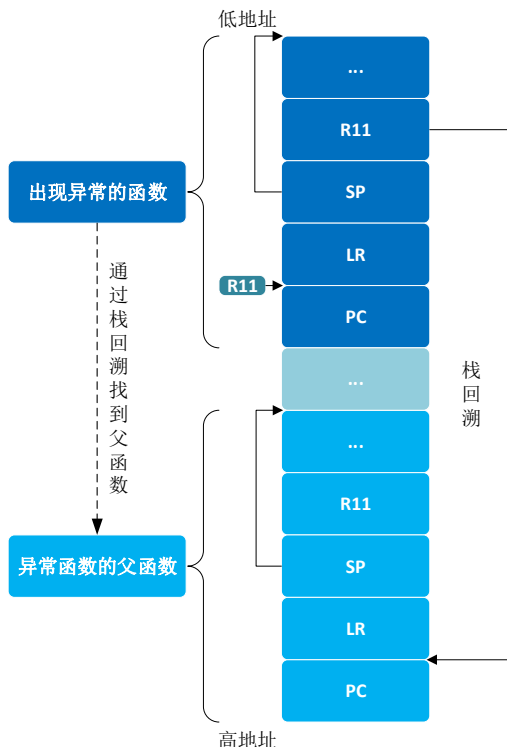 低地址
...
R11
出现异常的函数
SP
LR
R11
PC
通过栈回溯找到父函数
...
栈回溯
...
R11
异常函数的父函数
SP
LR
PC
高地址